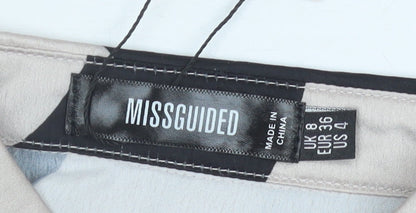 MISSGUIDED
MADE IN
CHINA
UK 8
EUR 36
US 4